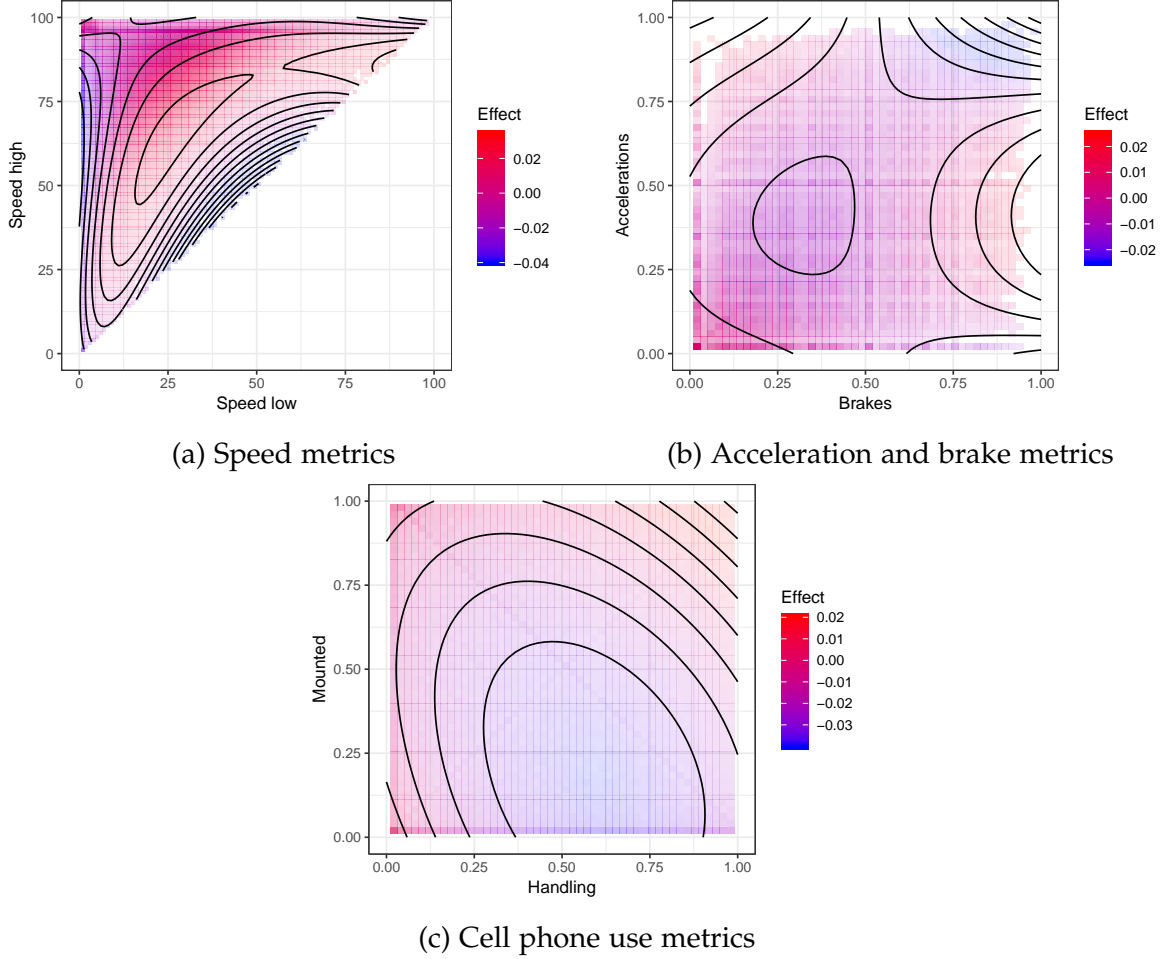 100
75
50
25
0
Speed high
0 25 50 75 100
Speed low
Effect
0.02
0.00
−0.02
−0.04
(a) Speed metrics
1.00
0.75
0.50
0.25
0.00
Accelerations
0.00 0.25 0.50 0.75 1.00
Brakes
Effect
0.02
0.01
0.00
−0.01
−0.02
(b) Acceleration and brake metrics
1.00
0.75
0.50
0.25
0.00
Mounted
0.00 0.25 0.50 0.75 1.00
Handling
Effect
0.02
0.01
0.00
−0.01
−0.02
−0.03
(c) Cell phone use metrics